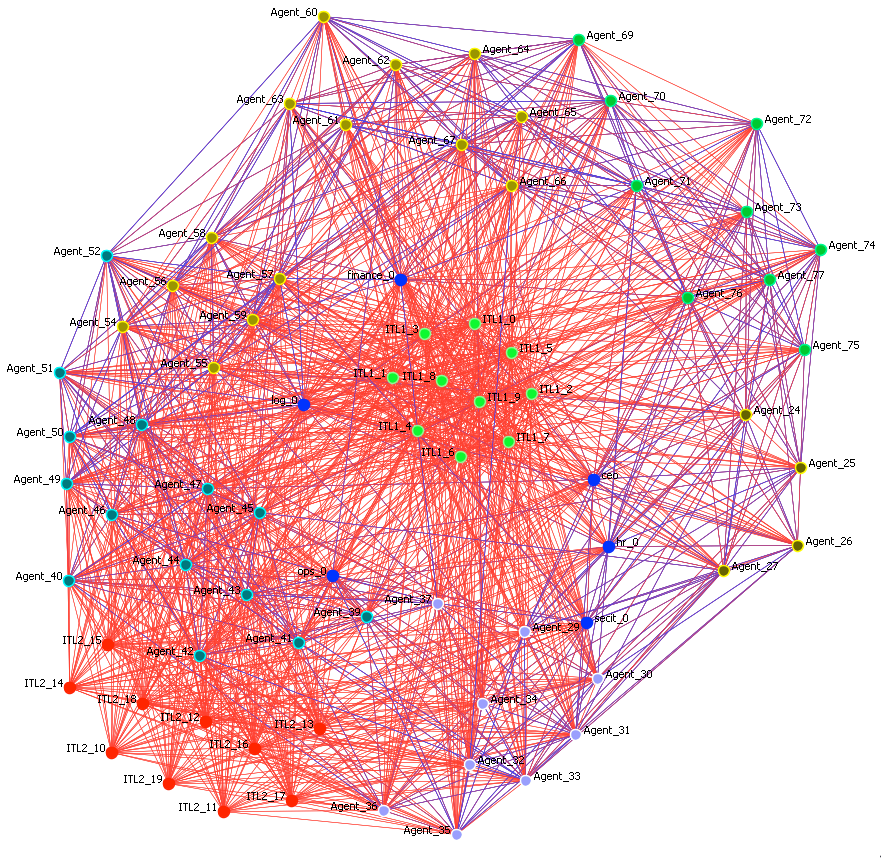 Agent_60
Agent_69
Agent_64
Agent_62
Agent_63
Agent_70
Agent_65
Agent_61
Agent_72
Agent_67
Agent_66
Agent_71
Agent_73
Agent_58
Agent_52
Agent_74
Agent_57
finance_0
Agent_56
Agent_77
Agent_76
Agent_54
Agent_59
ITL1_0
ITL1_3
Agent_75
ITL1_5
Agent_55
Agent_51
ITL1_1
ITL1_8
ITL1_2
log_0
ITL1_9
Agent_24
Agent_48
ITL1_4
Agent_50
ITL1_7
ITL1_6
Agent_25
Agent_49
ceo
Agent_47
Agent_46
Agent_45
hr_0
Agent_26
Agent_44
Agent_27
Agent_40
ops_0
Agent_43
Agent_37
Agent_39
secit_0
Agent_29
ITL2_15
Agent_41
Agent_42
Agent_30
ITL2_14
ITL2_18
Agent_34
ITL2_12
ITL2_13
Agent_31
ITL2_10
ITL2_16
Agent_32
ITL2_19
Agent_33
ITL2_17
ITL2_11
Agent_36
Agent_35